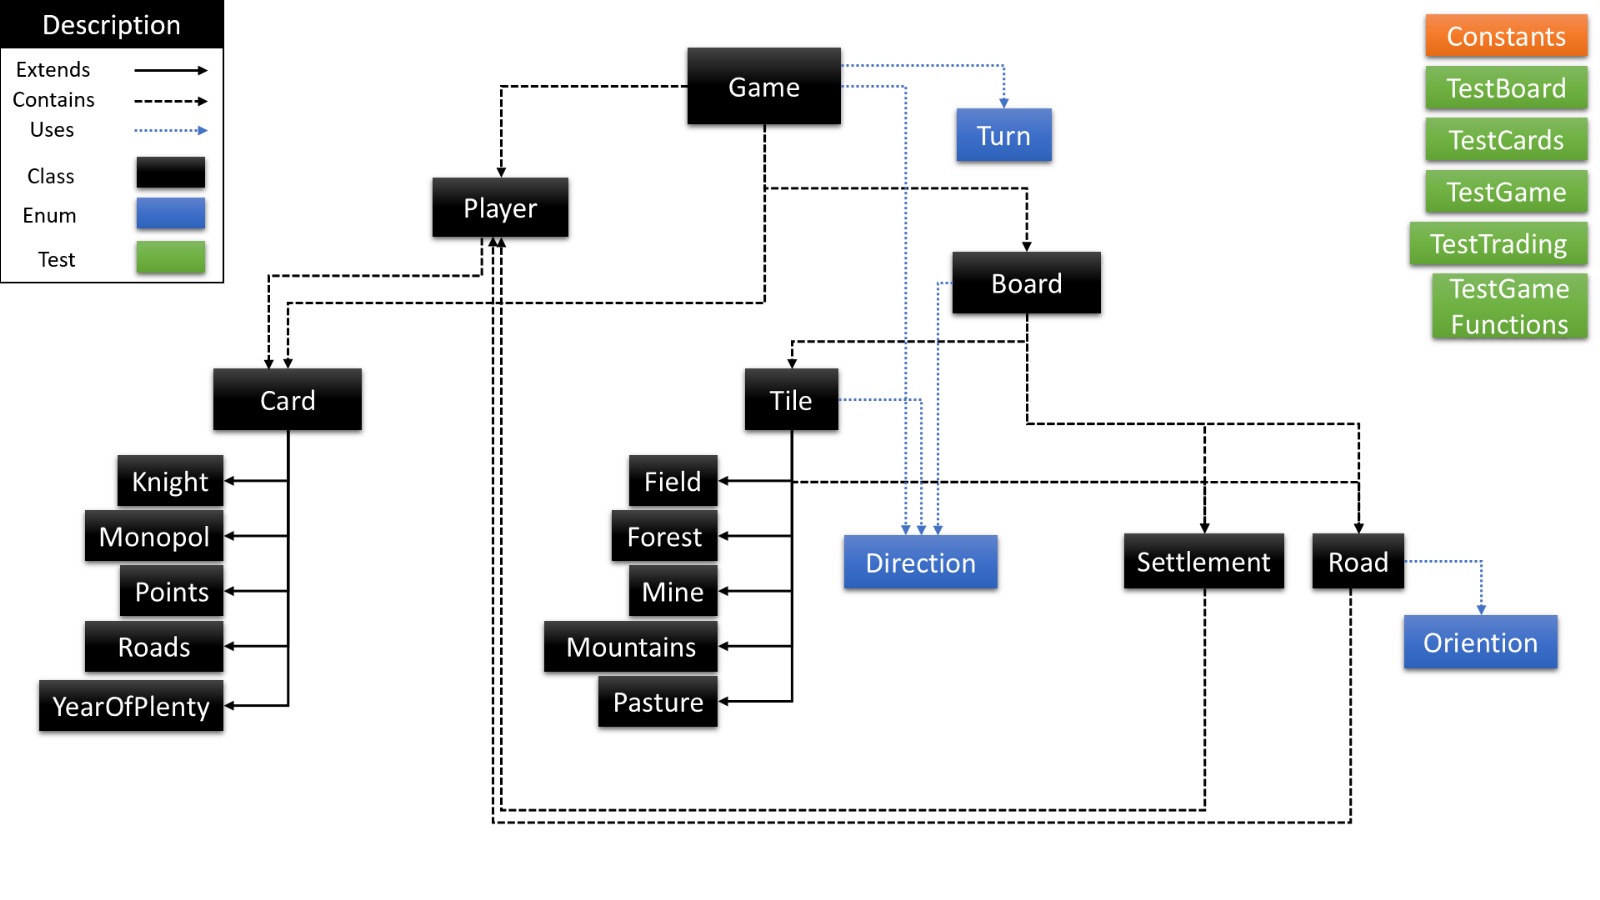 Description
Extends
Contains
Uses
Class
Enum
Test
Game
Turn
Player
Board
Card
Tile
Knight
Monopol
Points
Roads
YearOfPlenty
Field
Forest
Mine
Mountains
Pasture
Direction
Settlement
Road
Oriention
Constants
TestBoard
TestCards
TestGame
TestTrading
TestGame
Functions